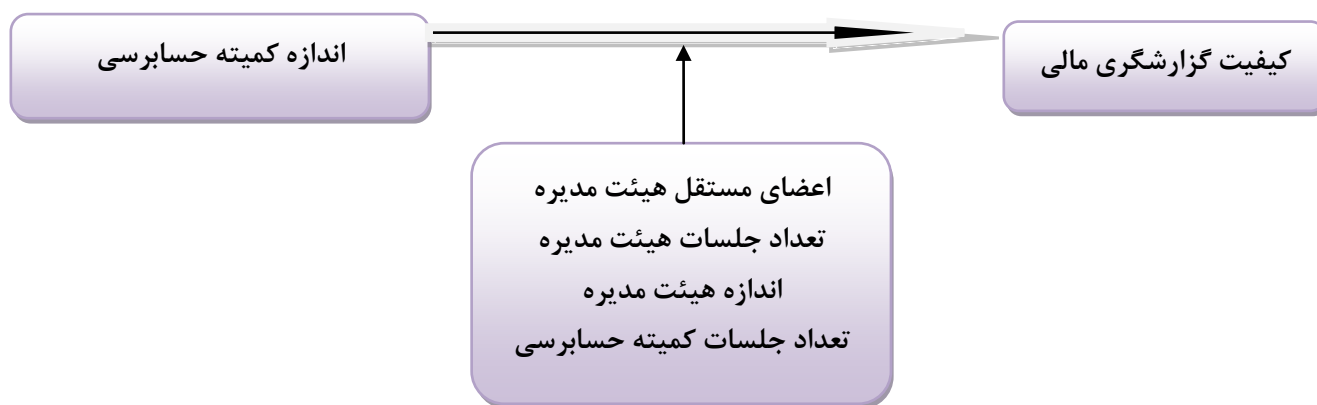 اندازه کمیته حسابرسی
کیفیت گزارشگری مالی
اعضای مستقل هیئت مدیره
تعداد جلسات هیئت مدیره
اندازه هیئت مدیره
تعداد جلسات کمیته حسابرسی